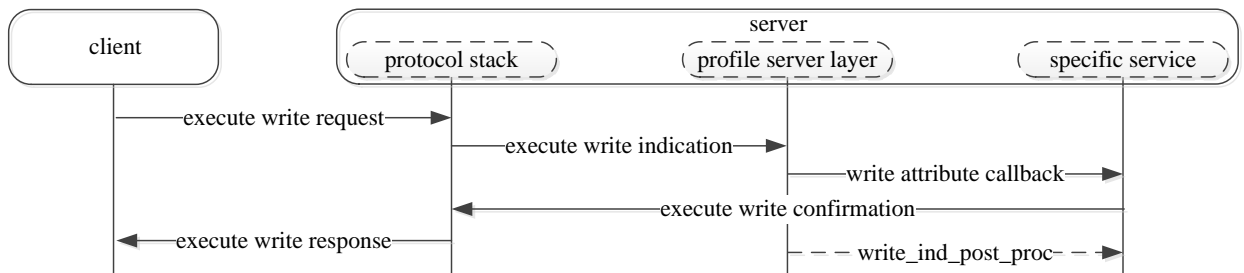 server
client
protocol stack
profile server layer
specific service
execute write request
execute write indication
write attribute callback
execute write confirmation
execute write response
write_ind_post_proc